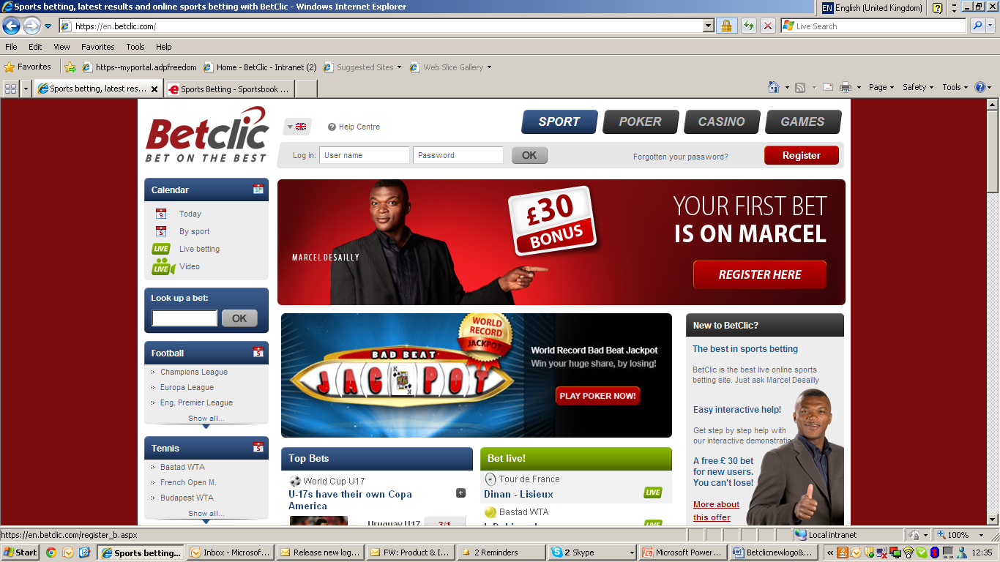 Sports betting, latest results and online sports betting with BetClic - Windows Internet Explorer
EN English (United Kingdom)
https://en.betclic.com/
Live Search
File Edit View Favorites Tools Help
Favorites
https--myportal.adpfreedom
Home - BetClic - Intranet (2)
Suggested Sites
Web Slice Gallery
Sports betting, latest res...
Sports Betting - Sportsbook ...
Page Safety Tools
Betclic
BET ON THE BEST
Help Centre
SPORT
POKER
CASINO
GAMES
Log in:
User name
Password
OK
Forgotten your password?
Register
Calendar
9 Today
S By sport
LIVE Live betting
LIVE Video
Look up a bet:
OK
Football
S
Champions League
Europa League
Eng. Premier League
Show all...
Tennis
S
Bastad WTA
French Open M.
Budapest WTA
Show all...
MARCEL DESAILLY
£30
BONUS
YOUR FIRST BET
IS ON MARCEL
REGISTER HERE
WORLD
RECORD
JACKPOT
BAD BEAT
JACKPOT
K
World Record Bad Beat Jackpot
Win your huge share, by losing!
PLAY POKER NOW!
Top Bets
World Cup U17
U-17s have their own Copa
America
Uruguay U17
3/1
Bet live!
Tour de France
Dinan - Lisieux
LIVE
Bastad WTA
LIVE
New to BetClic?
The best in sports betting
BetClic is the best live online sports
betting site. Just ask Marcel Desailly
Easy interactive help!
Get step by step help with
our interactive demonstratio
A free £ 30 bet
for new users.
You can't lose!
More about
this offer
https://en.betclic.com/register_b.aspx
Local intranet
100%
Start
Sports betting...
Inbox - Microsof...
Release new log...
FW: Product & I...
2 Reminders
2 Skype
Microsoft Power...
Betclicnewlogo&...
12:35